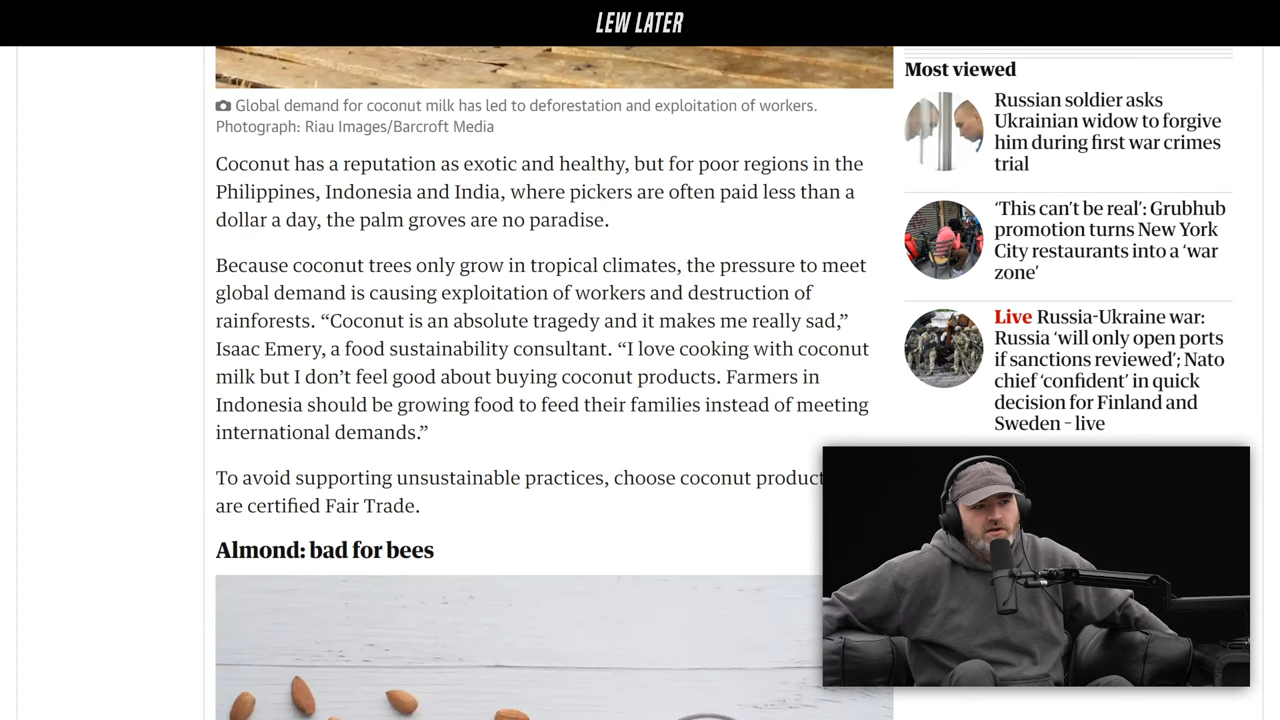 LEW LATER
Global demand for coconut milk has led to deforestation and exploitation of workers.
Photograph: Riau Images/Barcroft Media
Coconut has a reputation as exotic and healthy, but for poor regions in the
Philippines, Indonesia and India, where pickers are often paid less than a
dollar a day, the palm groves are no paradise.
Because coconut trees only grow in tropical climates, the pressure to meet
global demand is causing exploitation of workers and destruction of
rainforests. “Coconut is an absolute tragedy and it makes me really sad,”
Isaac Emery, a food sustainability consultant. “I love cooking with coconut
milk but I don’t feel good about buying coconut products. Farmers in
Indonesia should be growing food to feed their families instead of meeting
international demands.”
To avoid supporting unsustainable practices, choose coconut product
are certified Fair Trade.
Almond: bad for bees
Most viewed
Russian soldier asks
Ukrainian widow to forgive
him during first war crimes
trial
‘This can’t be real’: Grubhub
promotion turns New York
City restaurants into a ‘war
zone’
Live Russia-Ukraine war:
Russia ‘will only open ports
if sanctions reviewed’; Nato
chief ‘confident’ in quick
decision for Finland and
Sweden – live